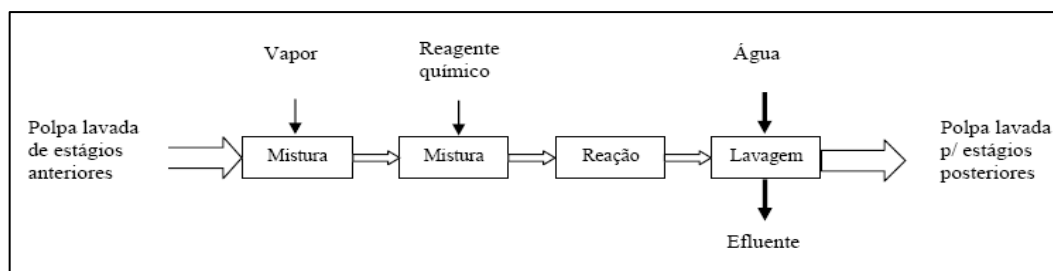 Vapor
Reagente
químico
Água
Polpa lavada
de estágios
anteriores
Mistura
Mistura
Reação
Lavagem
Polpa lavada
p/ estágios
posteriores
Efluente